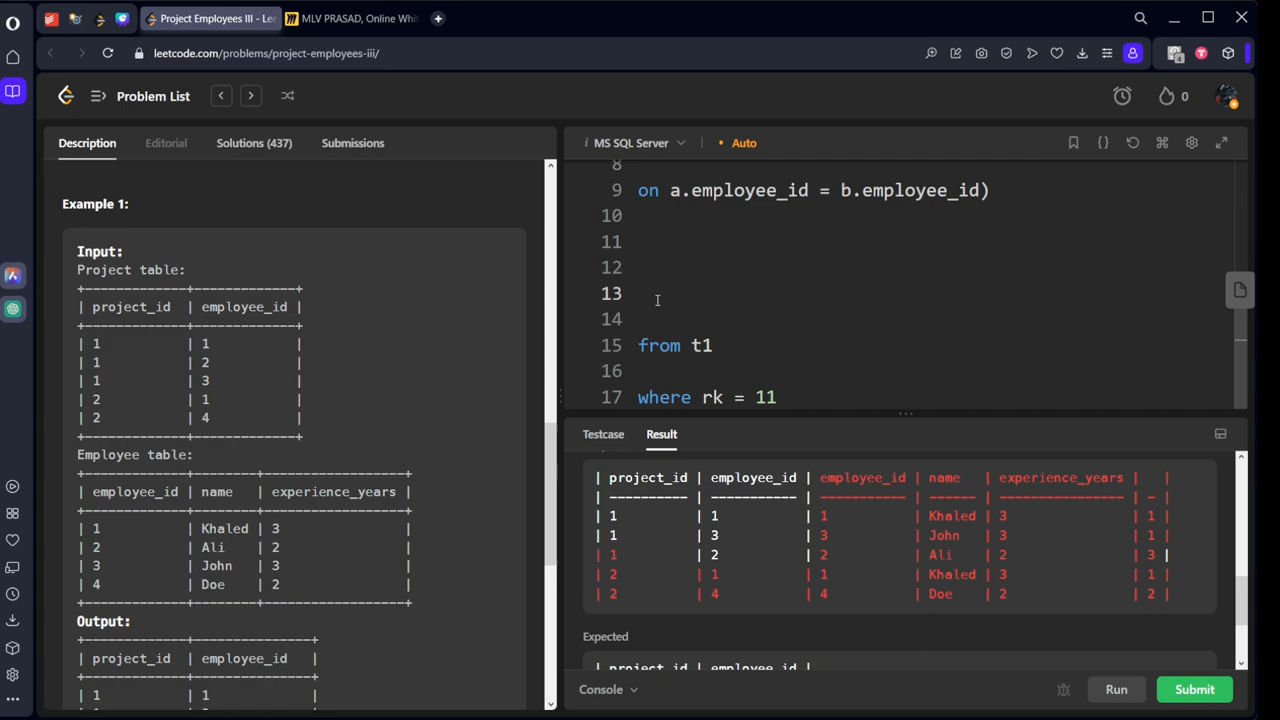 Project Employees III - Lee
MLV PRASAD, Online Whi
leetcode.com/problems/project-employees-iii/
4
Problem List
0
Description
Editorial
Solutions (437)
Submissions
Example 1:
Input:
Project table:
+-------------+-------------+
| project_id  | employee_id |
+-------------+-------------+
| 1           | 1           |
| 1           | 2           |
| 1           | 3           |
| 2           | 1           |
| 2           | 4           |
+-------------+-------------+
Employee table:
+-------------+--------+------------------+
| employee_id | name   | experience_years |
+-------------+--------+------------------+
| 1           | Khaled | 3                |
| 2           | Ali    | 2                |
| 3           | John   | 3                |
| 4           | Doe    | 2                |
+-------------+--------+------------------+
Output:
+-------------+---------------+
| project_id  | employee_id   |
+-------------+---------------+
| 1           | 1             |
i MS SQL Server
• Auto
8
9 on a.employee_id = b.employee_id)
10
11
12
13
14
15 from t1
16
17 where rk = 11
Testcase
Result
| project_id | employee_id | employee_id | name   | experience_years |   |
| ---------- | ----------- | ----------- | ------ | ---------------- | - |
| 1          | 1           | 1           | Khaled | 3                | 1 |
| 1          | 3           | 3           | John   | 3                | 1 |
| 1          | 2           | 2           | Ali    | 2                | 3 |
| 2          | 1           | 1           | Khaled | 3                | 1 |
| 2          | 4           | 4           | Doe    | 2                | 2 |
Expected
| project_id | employee_id |
Console
Run
Submit